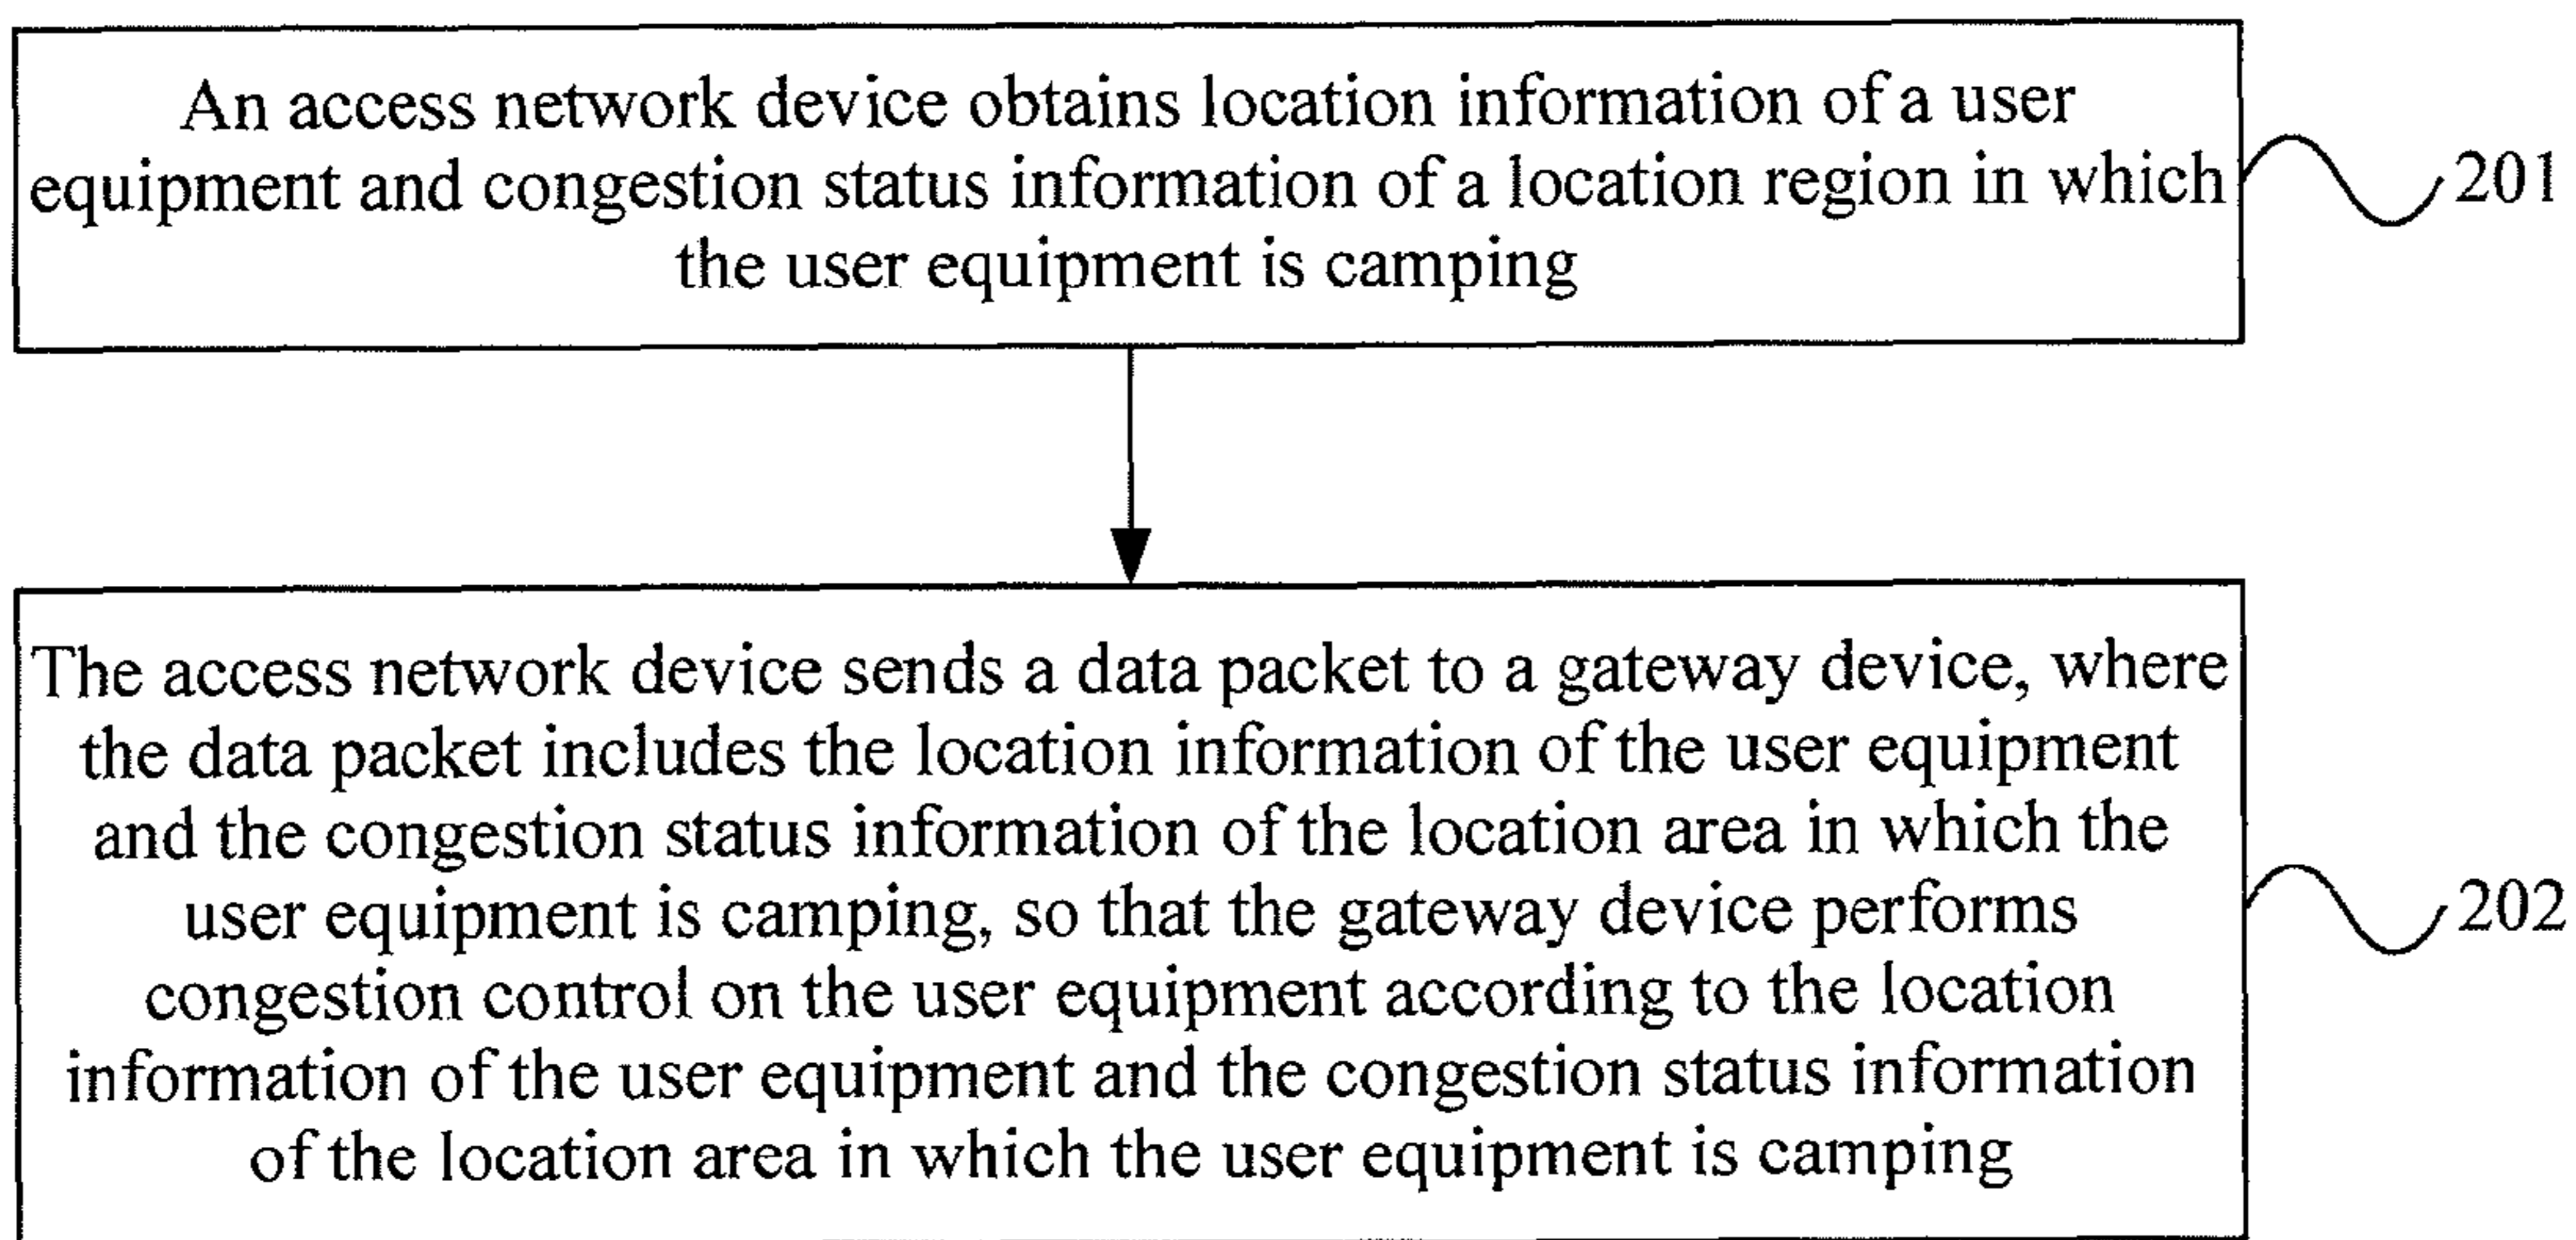 An access network device obtains location information of a user
equipment and congestion status information of a location region in which
the user equipment is camping
201
The access network device sends a data packet to a gateway device, where
the data packet includes the location information of the user equipment
and the congestion status information of the location area in which the
user equipment is camping, so that the gateway device performs
congestion control on the user equipment according to the location
information of the user equipment and the congestion status information
of the location area in which the user equipment is camping
202